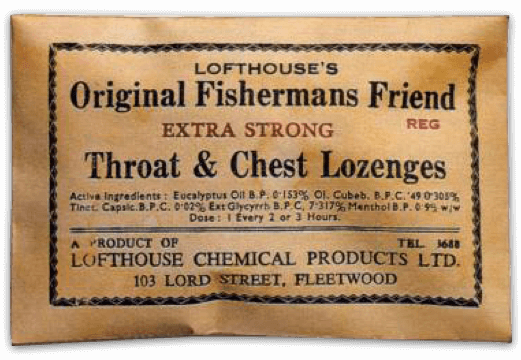 LOFTHOUSE'S
Original Fishermans Friend
EXTRA STRONG REG
Throat & Chest Lozenges
Active Ingredients : Eucalyptus Oil B.P. 0·153% Ol. Cubeb. B.P.C. '49 0·305%
Tinct. Capsic. B.P.C. 0·02% Ext Glycyrrh B.P.C. 7·317% Menthol B.P. 0·9% w/w
Dose : 1 Every 2 or 3 Hours.
A PRODUCT OF TEL. 3688
LOFTHOUSE CHEMICAL PRODUCTS LTD.
103 LORD STREET, FLEETWOOD